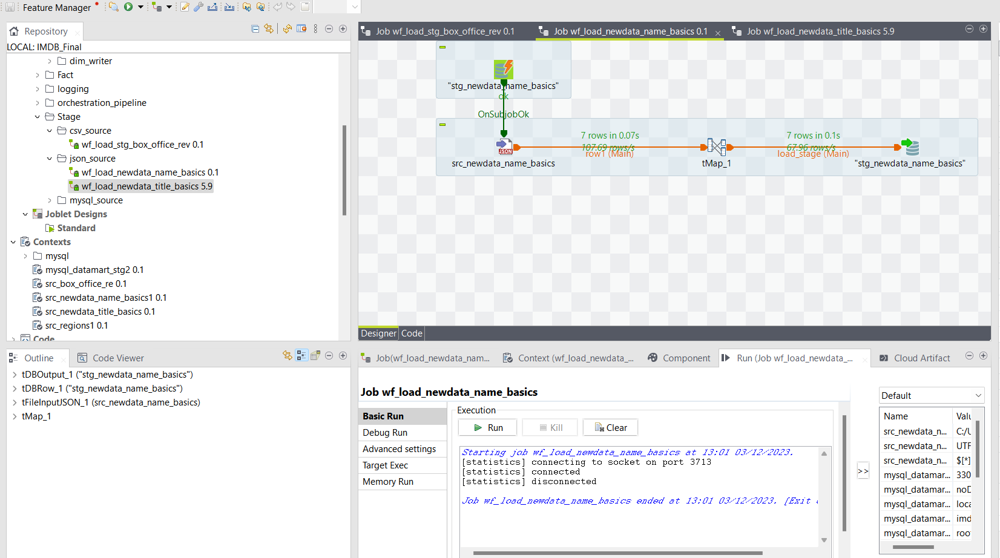 Feature Manager
Repository
LOCAL: IMDB_Final
dim_writer
Fact
logging
orchestration_pipeline
Stage
csv_source
wf_load_stg_box_office_rev 0.1
json_source
wf_load_newdata_name_basics 0.1
wf_load_newdata_title_basics 5.9
mysql_source
Joblet Designs
Standard
Contexts
mysql
mysql_datamart_stg2 0.1
src_box_office_re 0.1
src_newdata_name_basics1 0.1
src_newdata_title_basics 0.1
src_regions1 0.1
Code
Job wf_load_stg_box_office_rev 0.1
Job wf_load_newdata_name_basics 0.1
Job wf_load_newdata_title_basics 5.9
"stg_newdata_name_basics"
ok
OnSubjobOk
7 rows in 0.07s
107.69 rows/s
row1 (Main)
7 rows in 0.1s
67.96 rows/s
load_stage (Main)
JSON
src_newdata_name_basics
tMap_1
"stg_newdata_name_basics"
Designer
Code
Outline
Code Viewer
tDBOutput_1 ("stg_newdata_name_basics")
tDBRow_1 ("stg_newdata_name_basics")
tFileInputJSON_1 (src_newdata_name_basics)
tMap_1
Job(wf_load_newdata_nam...
Context (wf_load_newdata_...
Component
Run (Job wf_load_newdata_...
Cloud Artifact
Job wf_load_newdata_name_basics
Basic Run
Debug Run
Advanced settings
Target Exec
Memory Run
Execution
Run
Kill
Clear
Starting job wf_load_newdata_name_basics at 13:01 03/12/2023.
[statistics] connecting to socket on port 3713
[statistics] connected
[statistics] disconnected
Job wf_load_newdata_name_basics ended at 13:01 03/12/2023. [Exit
>>
Default
Name Valu
src_newdata_n... C:/U
src_newdata_n... UTF
src_newdata_n... $[*]
mysql_datamar... 330
mysql_datamar... noD
mysql_datamar... loca
mysql_datamar... imd
mysql_datamar... roo